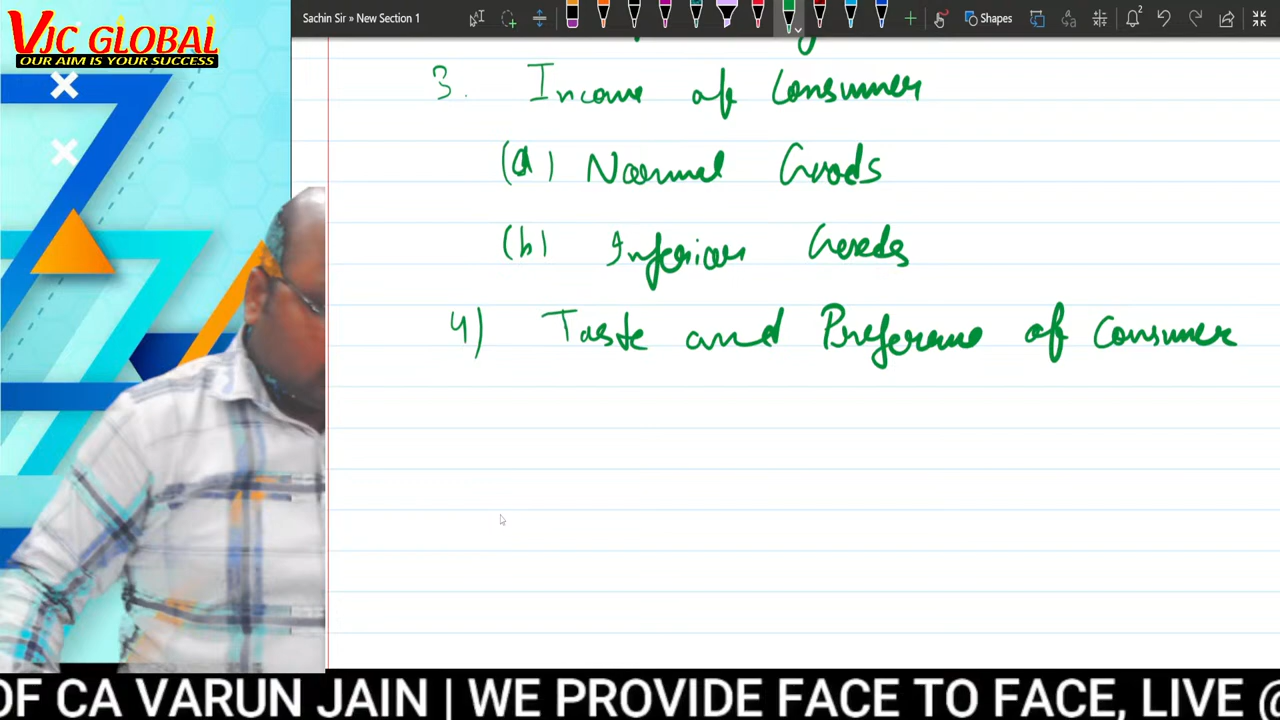 VJC GLOBAL
OUR AIM IS YOUR SUCCESS
Sachin Sir » New Section 1
Shapes
2
3. Income of Consumer
(a) Normal Goods
(b) Inferior Goods
4) Taste and Preference of Consumer
OF CA VARUN JAIN | WE PROVIDE FACE TO FACE, LIVE @